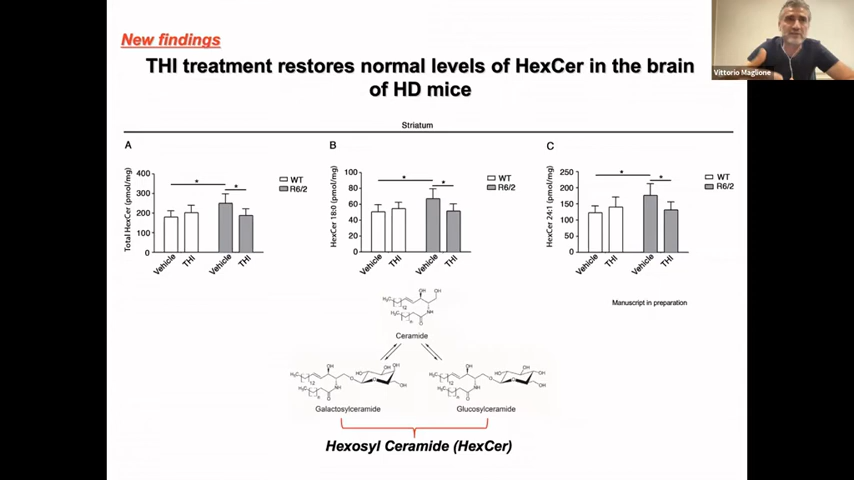 New findings
THI treatment restores normal levels of HexCer in the brain
of HD mice
Vittorio Maglione
Striatum
A
Total HexCer (pmol/mg)
400
300
200
100
0
*
*
WT
R6/2
Vehicle
THI
Vehicle
THI
B
HexCer 18:0 (pmol/mg)
100
80
60
40
20
0
*
*
WT
R6/2
Vehicle
THI
Vehicle
THI
C
HexCer 24:1 (pmol/mg)
250
200
150
100
50
0
*
*
WT
R6/2
Vehicle
THI
Vehicle
THI
Manuscript in preparation
Ceramide
Galactosylceramide
Glucosylceramide
Hexosyl Ceramide (HexCer)